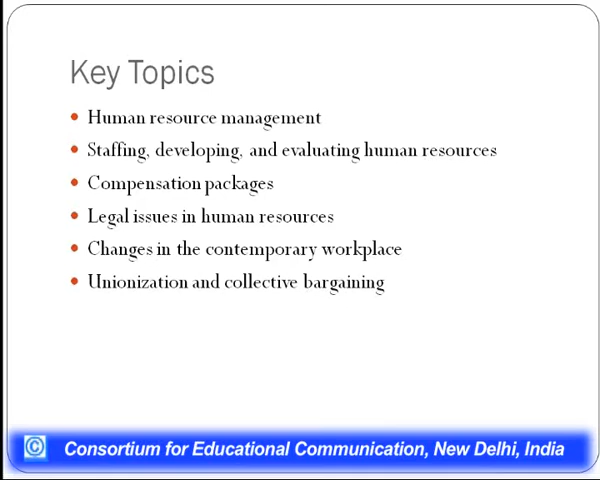 Key Topics
• Human resource management
• Staffing, developing, and evaluating human resources
• Compensation packages
• Legal issues in human resources
• Changes in the contemporary workplace
• Unionization and collective bargaining
© Consortium for Educational Communication, New Delhi, India